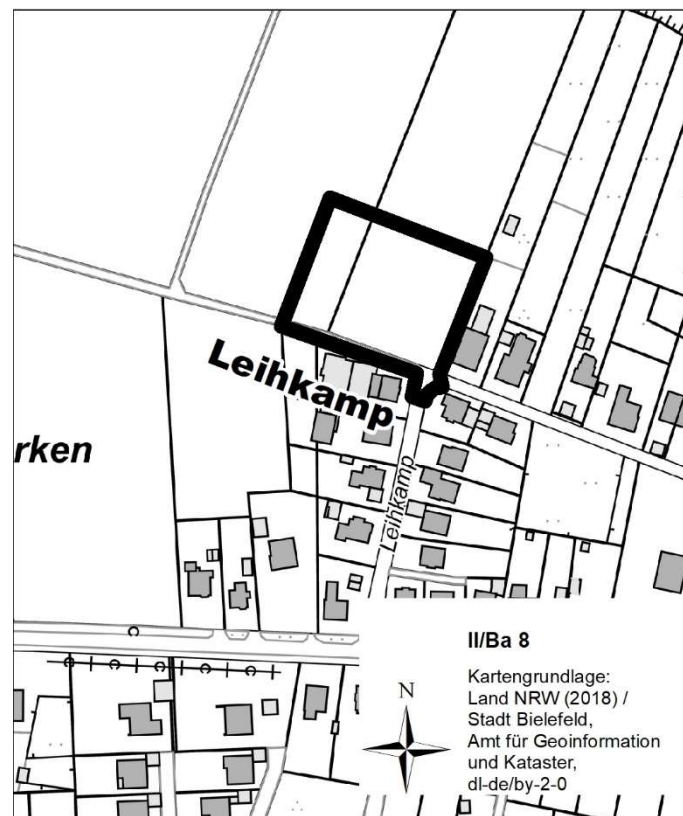 Leihkamp
rken
Leihkamp
II/Ba 8
Kartengrundlage:
Land NRW (2018) /
Stadt Bielefeld,
Amt für Geoinformation
und Kataster,
dl-de/by-2-0
N